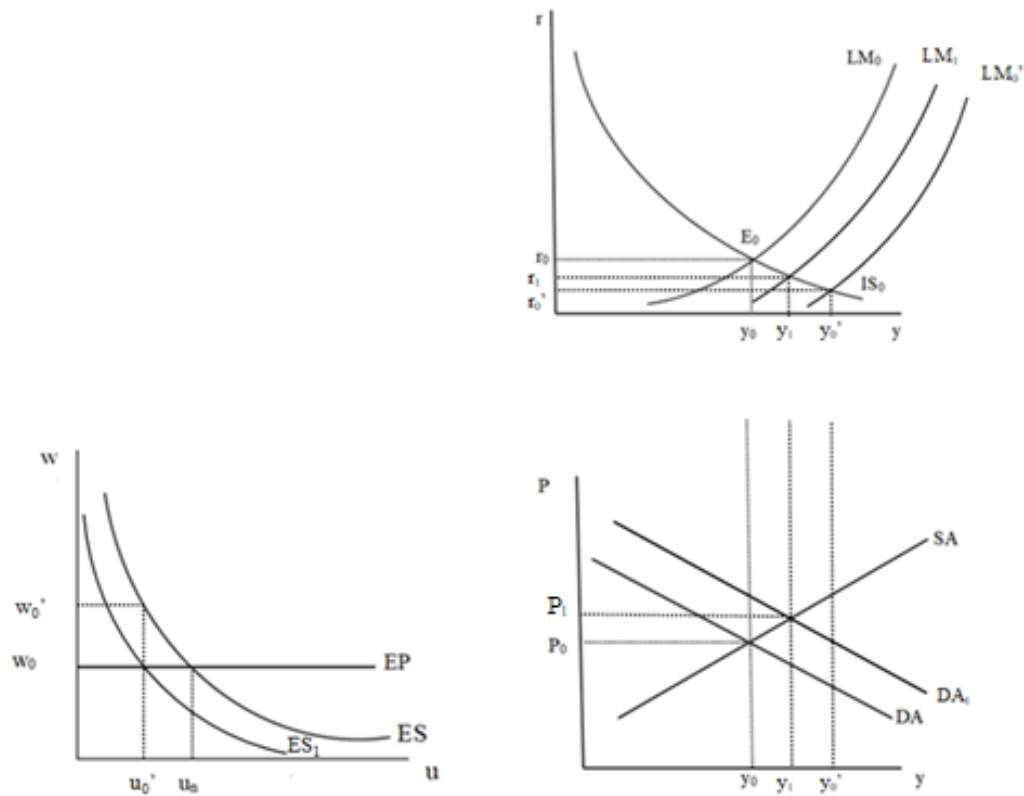 r
LM₀
LM₁
LM₀'
E₀
r₀
r₁
r₀'
IS₀
y₀ y₁ y₀' y
w
w₀'
w₀
EP
ES
ES₁
u₀' uₙ u
P
SA
P₁
P₀
DA₁
DA
y₀ y₁ y₀' y